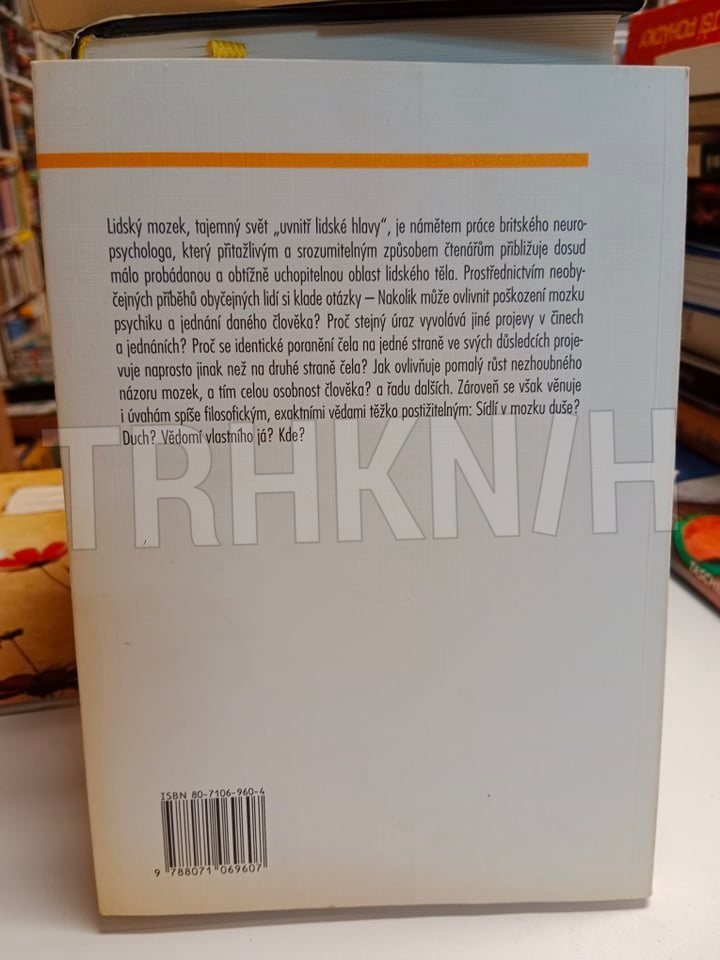 TŠÍ POHÁDKY
Lidský mozek, tajemný svět „uvnitř lidské hlavy“, je námětem práce britského neuro-
psychologa, který přitažlivým a srozumitelným způsobem čtenářům přibližuje dosud
málo probádanou a obtížně uchopitelnou oblast lidského těla. Prostřednictvím neoby-
čejných příběhů obyčejných lidí si klade otázky – Nakolik může ovlivnit poškození mozku
psychiku a jednání daného člověka? Proč stejný úraz vyvolává jiné projevy v činech
a jednáních? Proč se identické poranění čela na jedné straně ve svých důsledcích proje-
vuje naprosto jinak než na druhé straně čela? Jak ovlivňuje pomalý růst nezhoubného
názoru mozek, a tím celou osobnost člověka? a řadu dalších. Zároveň se však věnuje
i úvahám spíše filosofickým, exaktními vědami těžko postižitelným: Sídlí v mozku duše?
Duch? Vědomí vlastního já? Kde?
TRHKNIH
TASCHE
ISBN 80-7106-960-4
9 788071 069607